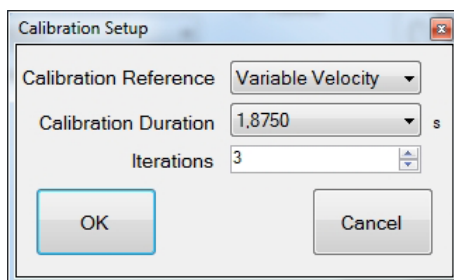 Calibration Setup
Calibration Reference Variable Velocity
Calibration Duration 1,8750 s
Iterations 3
OK Cancel